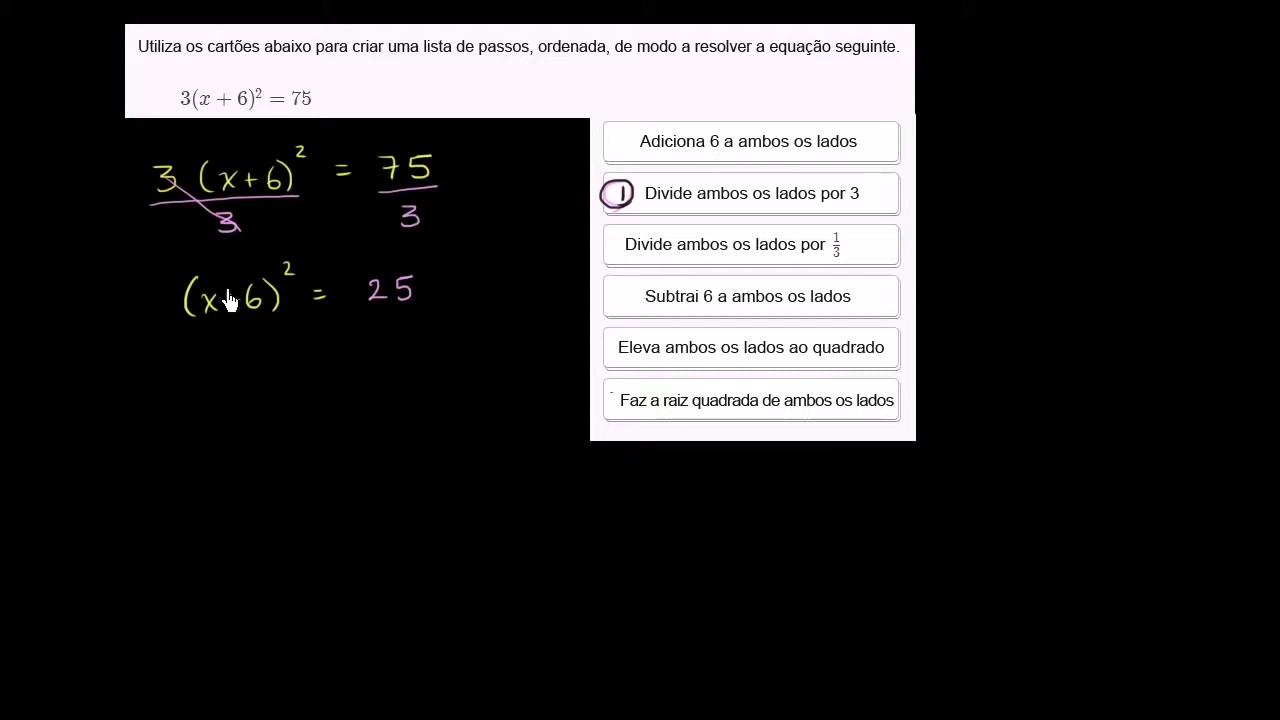 Utiliza os cartões abaixo para criar uma lista de passos, ordenada, de modo a resolver a equação seguinte.
3(x + 6)² = 75
3 (x+6)² = 75
3 3
(x+6)² = 25
Adiciona 6 a ambos os lados
1 Divide ambos os lados por 3
Divide ambos os lados por 1/3
Subtrai 6 a ambos os lados
Eleva ambos os lados ao quadrado
Faz a raiz quadrada de ambos os lados